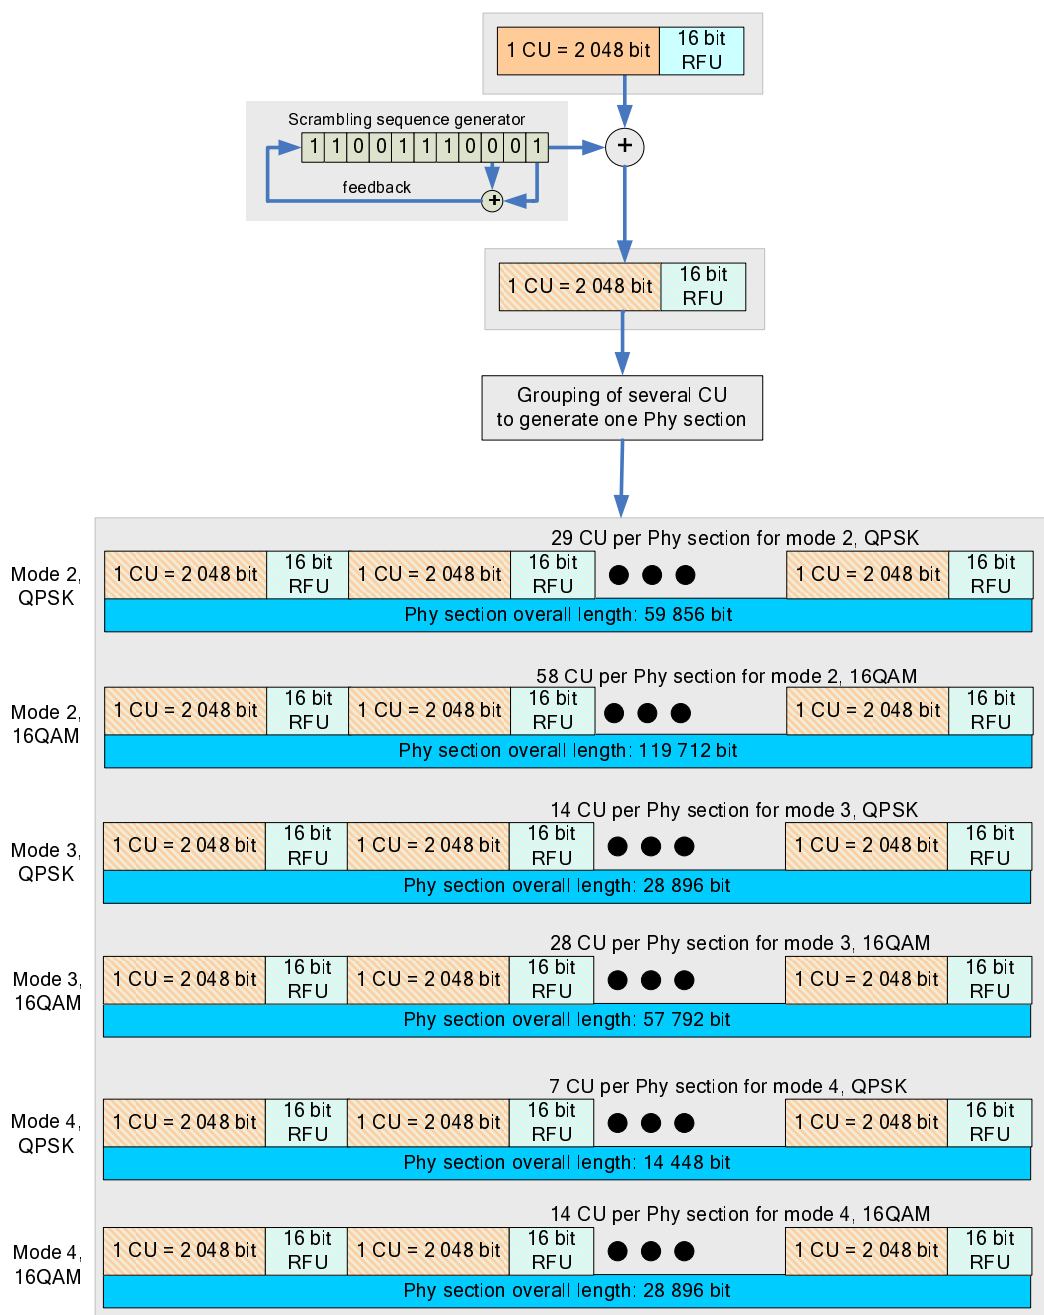 1 CU = 2 048 bit
16 bit
RFU
Scrambling sequence generator
1 1 0 0 1 1 1 0 0 0 1
+
feedback
+
1 CU = 2 048 bit
16 bit
RFU
Grouping of several CU
to generate one Phy section
29 CU per Phy section for mode 2, QPSK
Mode 2,
QPSK
1 CU = 2 048 bit
16 bit
RFU
1 CU = 2 048 bit
16 bit
RFU
1 CU = 2 048 bit
16 bit
RFU
Phy section overall length: 59 856 bit
58 CU per Phy section for mode 2, 16QAM
Mode 2,
16QAM
1 CU = 2 048 bit
16 bit
RFU
1 CU = 2 048 bit
16 bit
RFU
1 CU = 2 048 bit
16 bit
RFU
Phy section overall length: 119 712 bit
14 CU per Phy section for mode 3, QPSK
Mode 3,
QPSK
1 CU = 2 048 bit
16 bit
RFU
1 CU = 2 048 bit
16 bit
RFU
1 CU = 2 048 bit
16 bit
RFU
Phy section overall length: 28 896 bit
28 CU per Phy section for mode 3, 16QAM
Mode 3,
16QAM
1 CU = 2 048 bit
16 bit
RFU
1 CU = 2 048 bit
16 bit
RFU
1 CU = 2 048 bit
16 bit
RFU
Phy section overall length: 57 792 bit
7 CU per Phy section for mode 4, QPSK
Mode 4,
QPSK
1 CU = 2 048 bit
16 bit
RFU
1 CU = 2 048 bit
16 bit
RFU
1 CU = 2 048 bit
16 bit
RFU
Phy section overall length: 14 448 bit
14 CU per Phy section for mode 4, 16QAM
Mode 4,
16QAM
1 CU = 2 048 bit
16 bit
RFU
1 CU = 2 048 bit
16 bit
RFU
1 CU = 2 048 bit
16 bit
RFU
Phy section overall length: 28 896 bit